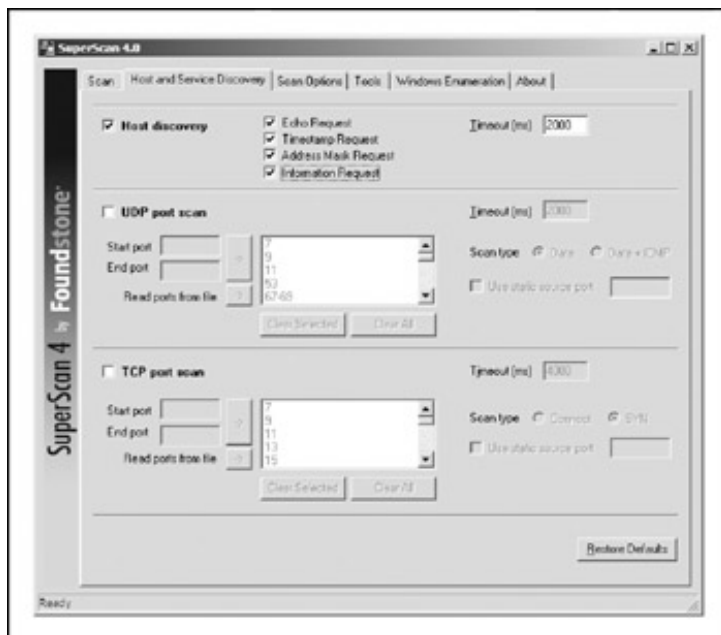 SuperScan 4.0
Scan Host and Service Discovery Scan Options Tools Windows Enumeration About
Host discovery
Echo Request
Timestamp Request
Address Mask Request
Information Request
Timeout (ms) 2000
UDP port scan
Timeout (ms) 2000
Start port
End port
Read ports from file ->
->
7
9
11
53
67-69
Clear Selected Clear All
Scan type Data Data + ICMP
Use static source port
TCP port scan
Timeout (ms) 4000
Start port
End port
Read ports from file ->
->
7
9
11
13
15
Clear Selected Clear All
Scan type Connect SYN
Use static source port
Restore Defaults
Ready
SuperScan 4 by Foundstone